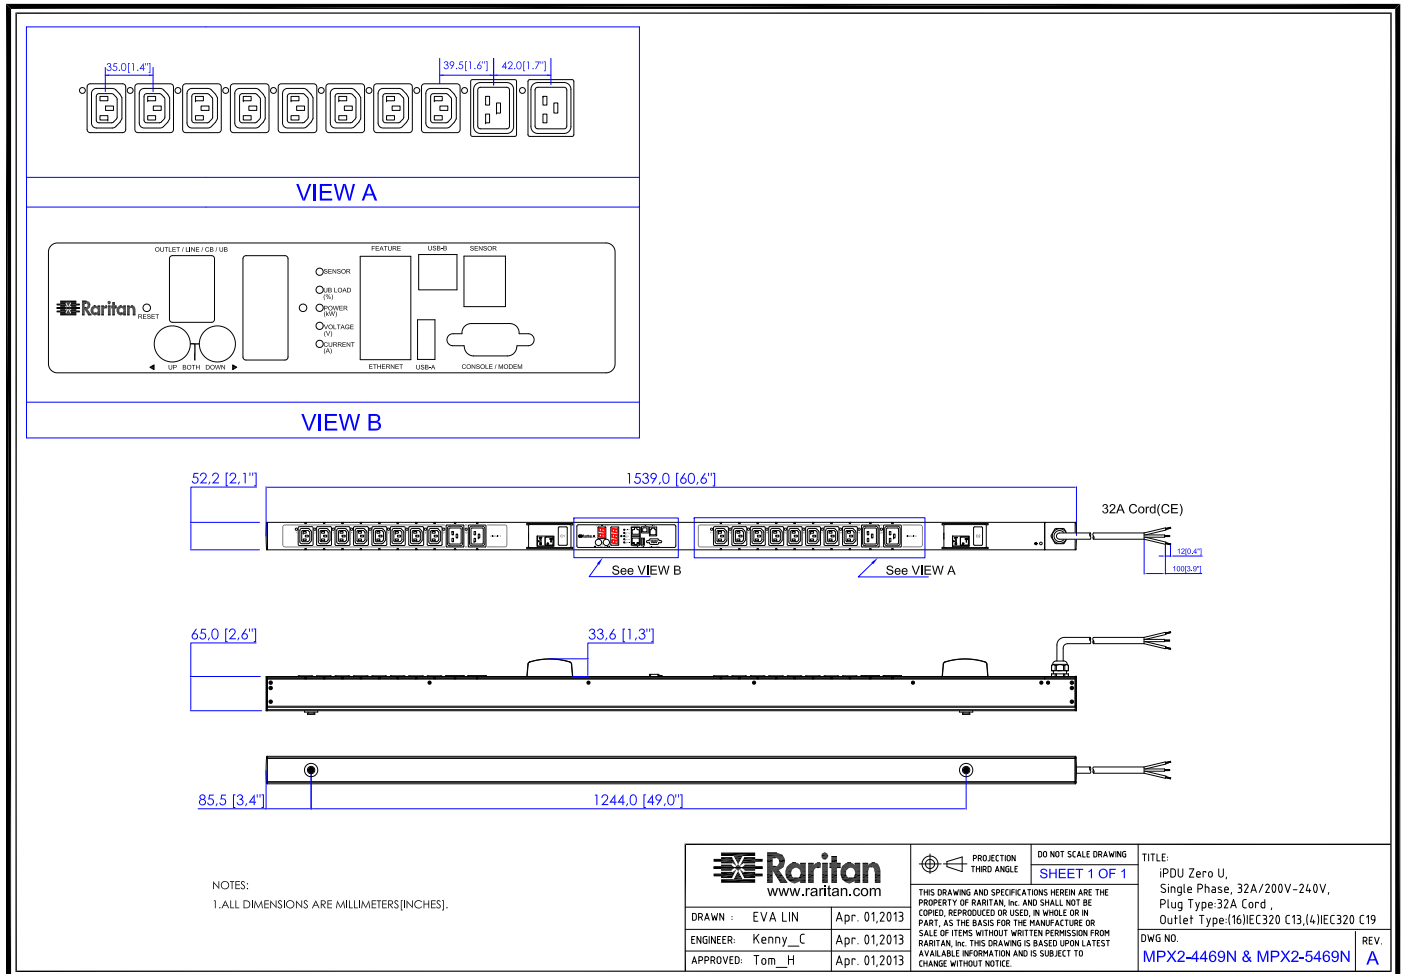 35.0[1.4"]
39.5[1.6"]
42.0[1.7"]
VIEW A
OUTLET / LINE / CB / UB
FEATURE
USB-B
SENSOR
SENSOR
UB LOAD
(%)
Raritan
RESET
POWER
(kW)
VOLTAGE
(V)
CURRENT
(A)
◀ UP BOTH DOWN ▶
ETHERNET
USB-A
CONSOLE / MODEM
VIEW B
52,2 [2,1"]
1539,0 [60,6"]
32A Cord(CE)
12[0.4"]
100[3.9"]
See VIEW B
See VIEW A
65,0 [2,6"]
33,6 [1,3"]
85,5 [3,4"]
1244,0 [49,0"]
NOTES:
1.ALL DIMENSIONS ARE MILLIMETERS[INCHES].
Raritan
www.raritan.com
DRAWN : EVA LIN Apr. 01,2013
ENGINEER: Kenny_C Apr. 01,2013
APPROVED: Tom_H Apr. 01,2013
PROJECTION
THIRD ANGLE
DO NOT SCALE DRAWING
SHEET 1 OF 1
THIS DRAWING AND SPECIFICATIONS HEREIN ARE THE
PROPERTY OF RARITAN, Inc. AND SHALL NOT BE
COPIED, REPRODUCED OR USED, IN WHOLE OR IN
PART, AS THE BASIS FOR THE MANUFACTURE OR
SALE OF ITEMS WITHOUT WRITTEN PERMISSION FROM
RARITAN, Inc. THIS DRAWING IS BASED UPON LATEST
AVAILABLE INFORMATION AND IS SUBJECT TO
CHANGE WITHOUT NOTICE.
TITLE:
iPDU Zero U,
Single Phase, 32A/200V-240V,
Plug Type:32A Cord ,
Outlet Type:(16)IEC320 C13,(4)IEC320 C19
DWG NO.
MPX2-4469N & MPX2-5469N
REV.
A